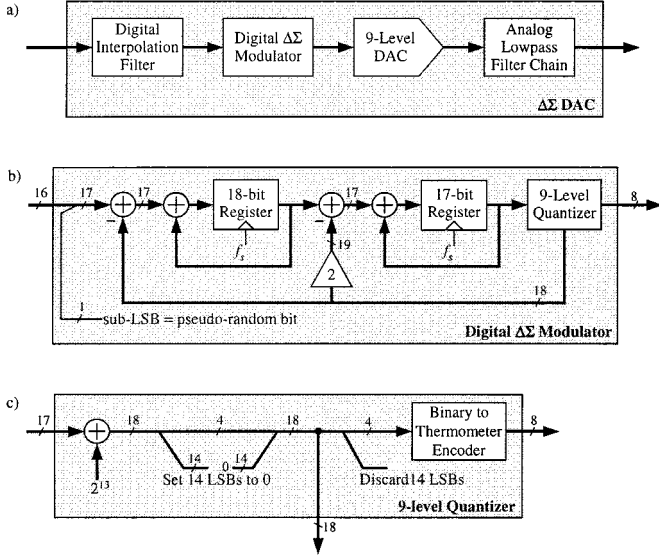 a)
Digital
Interpolation
Filter
Digital ΔΣ
Modulator
9-Level
DAC
Analog
Lowpass
Filter Chain
ΔΣ DAC
b)
16
17
17
18-bit
Register
fs
17
17-bit
Register
fs
9-Level
Quantizer
8
−
−
19
2
18
1
sub-LSB = pseudo-random bit
Digital ΔΣ Modulator
c)
17
18
4
18
4
Binary to
Thermometer
Encoder
8
2^13
14
0
14
Set 14 LSBs to 0
Discard14 LSBs
9-level Quantizer
18